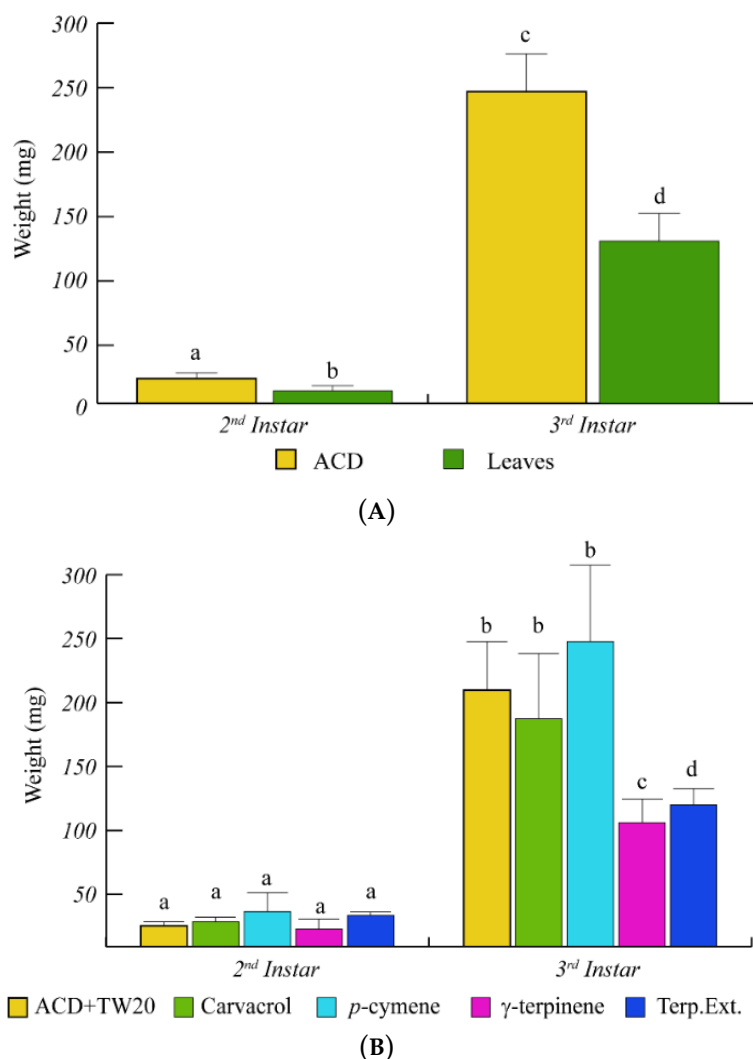 300
250
200
150
100
50
0
Weight (mg)
a
b
c
d
2nd Instar
3rd Instar
ACD
Leaves
(A)
300
250
200
150
100
50
Weight (mg)
a
a
a
a
a
b
b
b
c
d
2nd Instar
3rd Instar
ACD+TW20
Carvacrol
p-cymene
γ-terpinene
Terp.Ext.
(B)